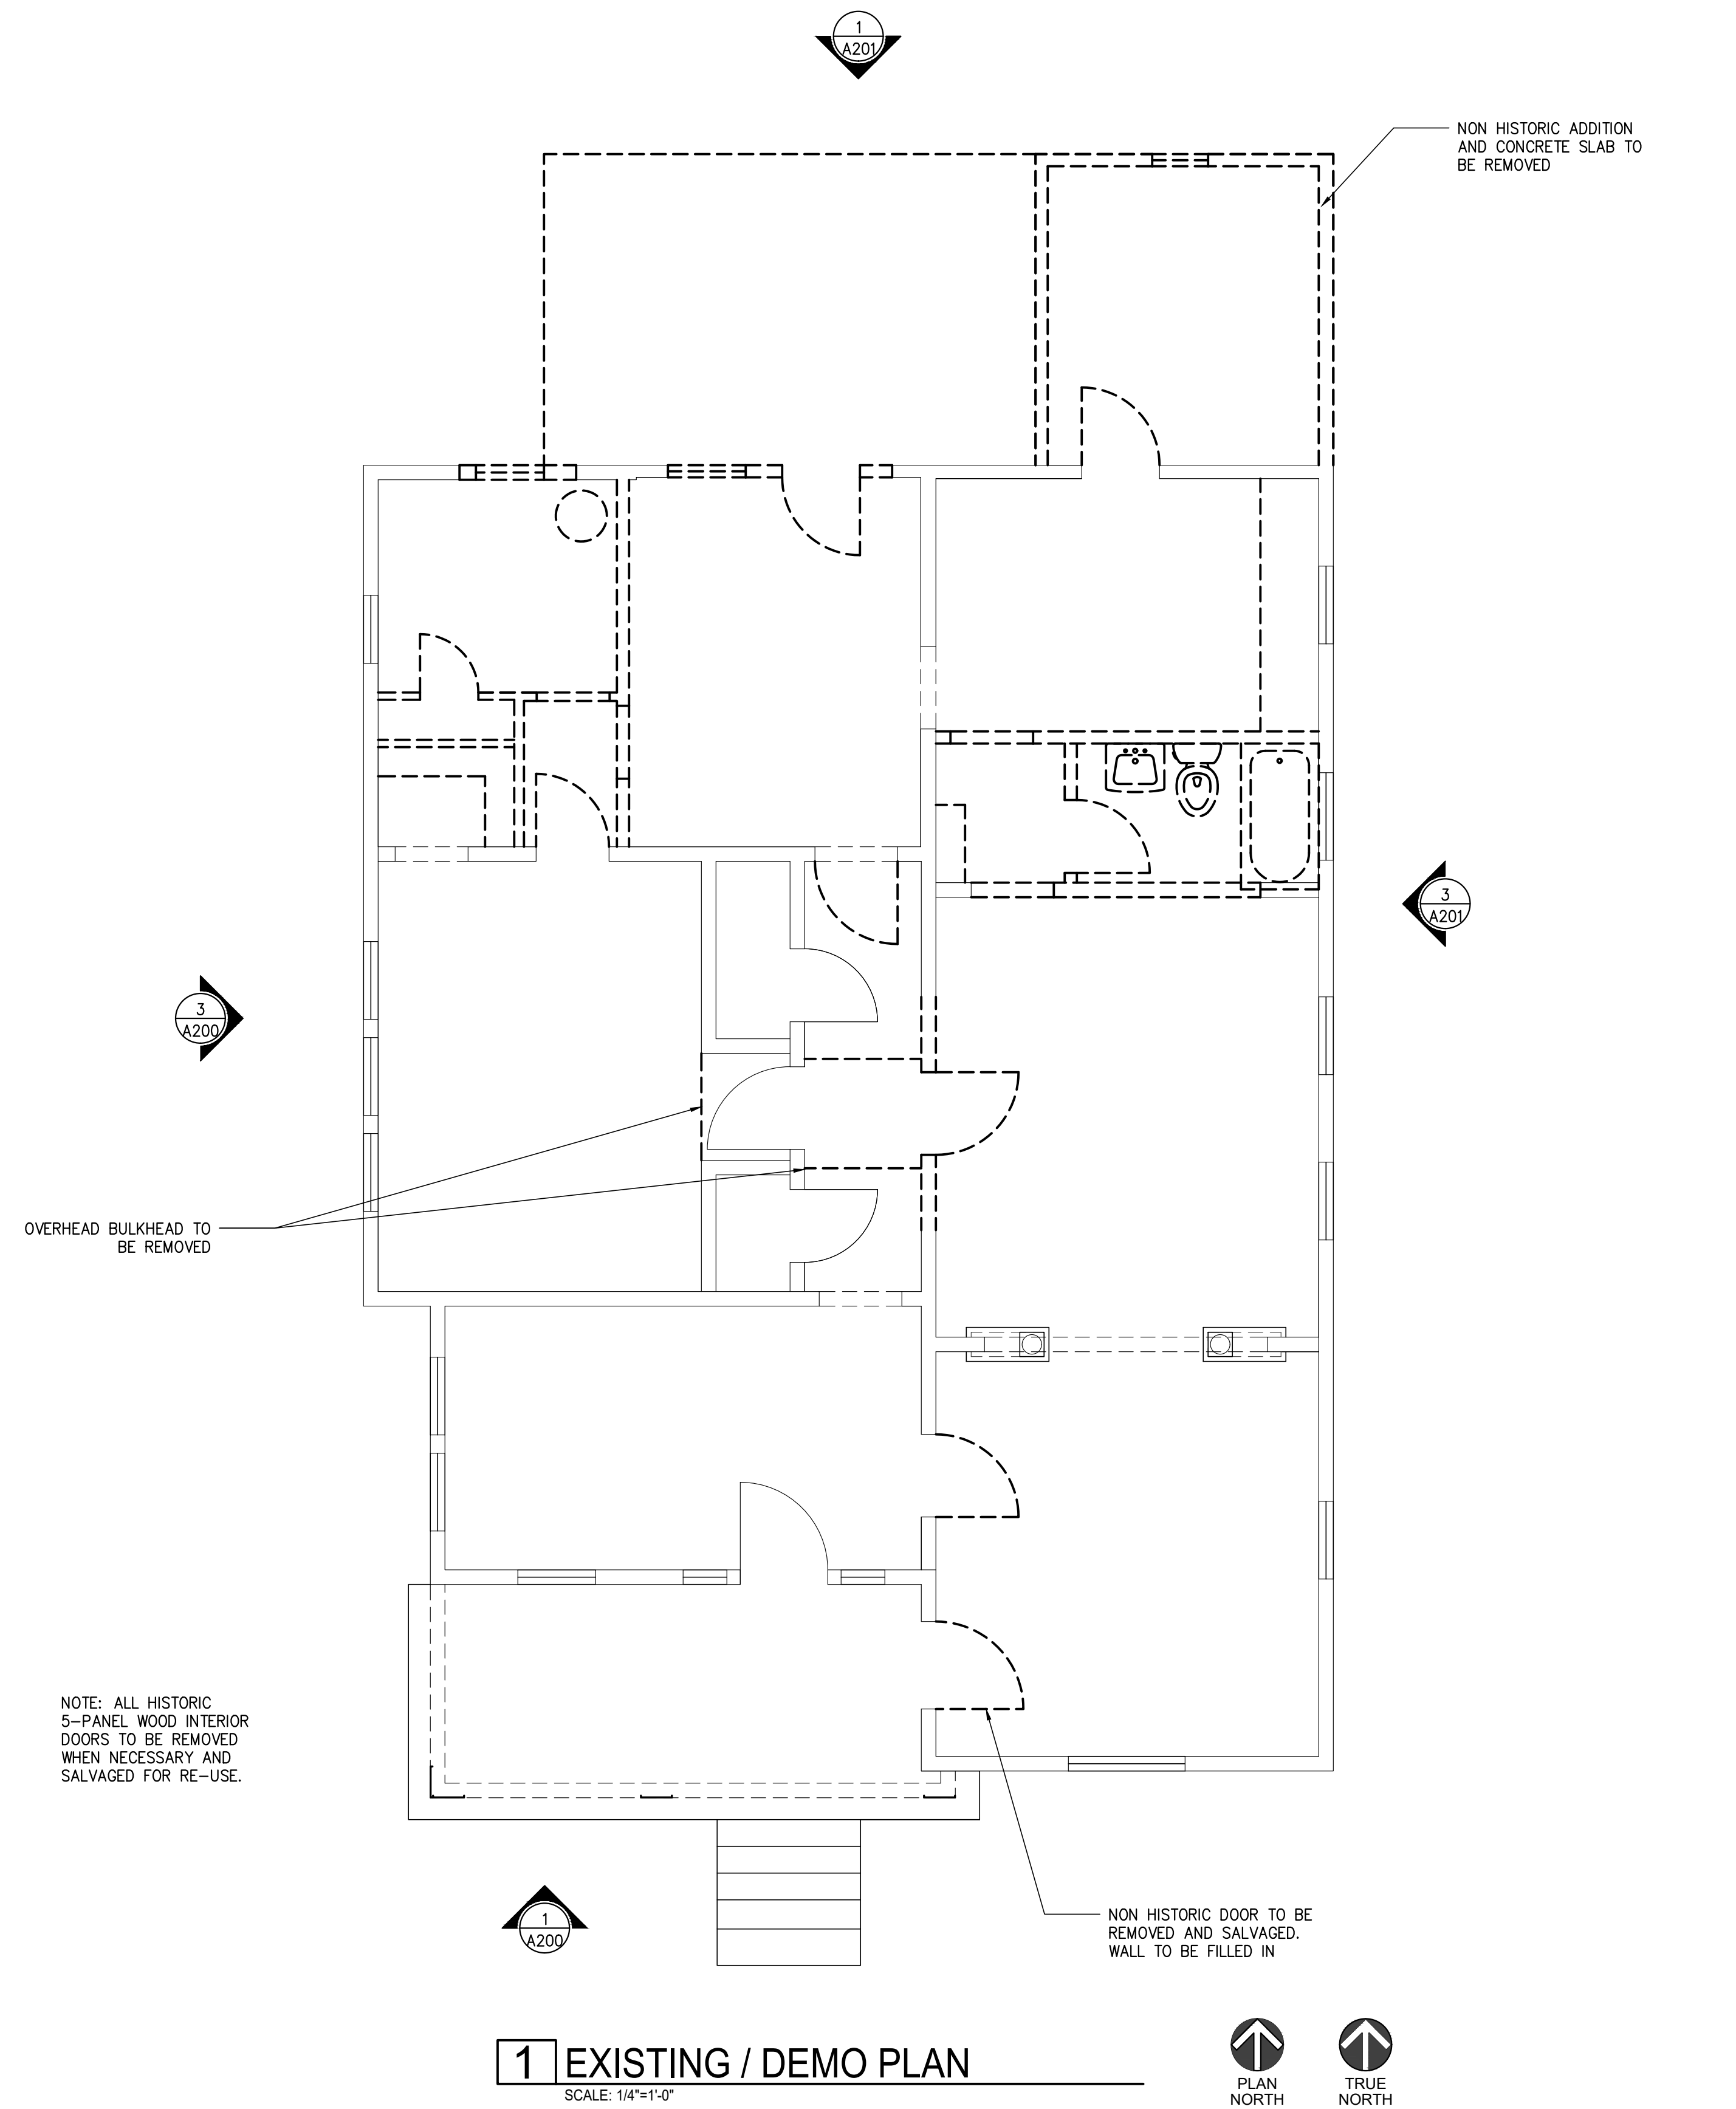 1
A201
NON HISTORIC ADDITION
AND CONCRETE SLAB TO
BE REMOVED
3
A201
3
A200
OVERHEAD BULKHEAD TO
BE REMOVED
NOTE: ALL HISTORIC
5-PANEL WOOD INTERIOR
DOORS TO BE REMOVED
WHEN NECESSARY AND
SALVAGED FOR RE-USE.
1
A200
NON HISTORIC DOOR TO BE
REMOVED AND SALVAGED.
WALL TO BE FILLED IN
1 EXISTING / DEMO PLAN
SCALE: 1/4"=1'-0"
PLAN
NORTH
TRUE
NORTH